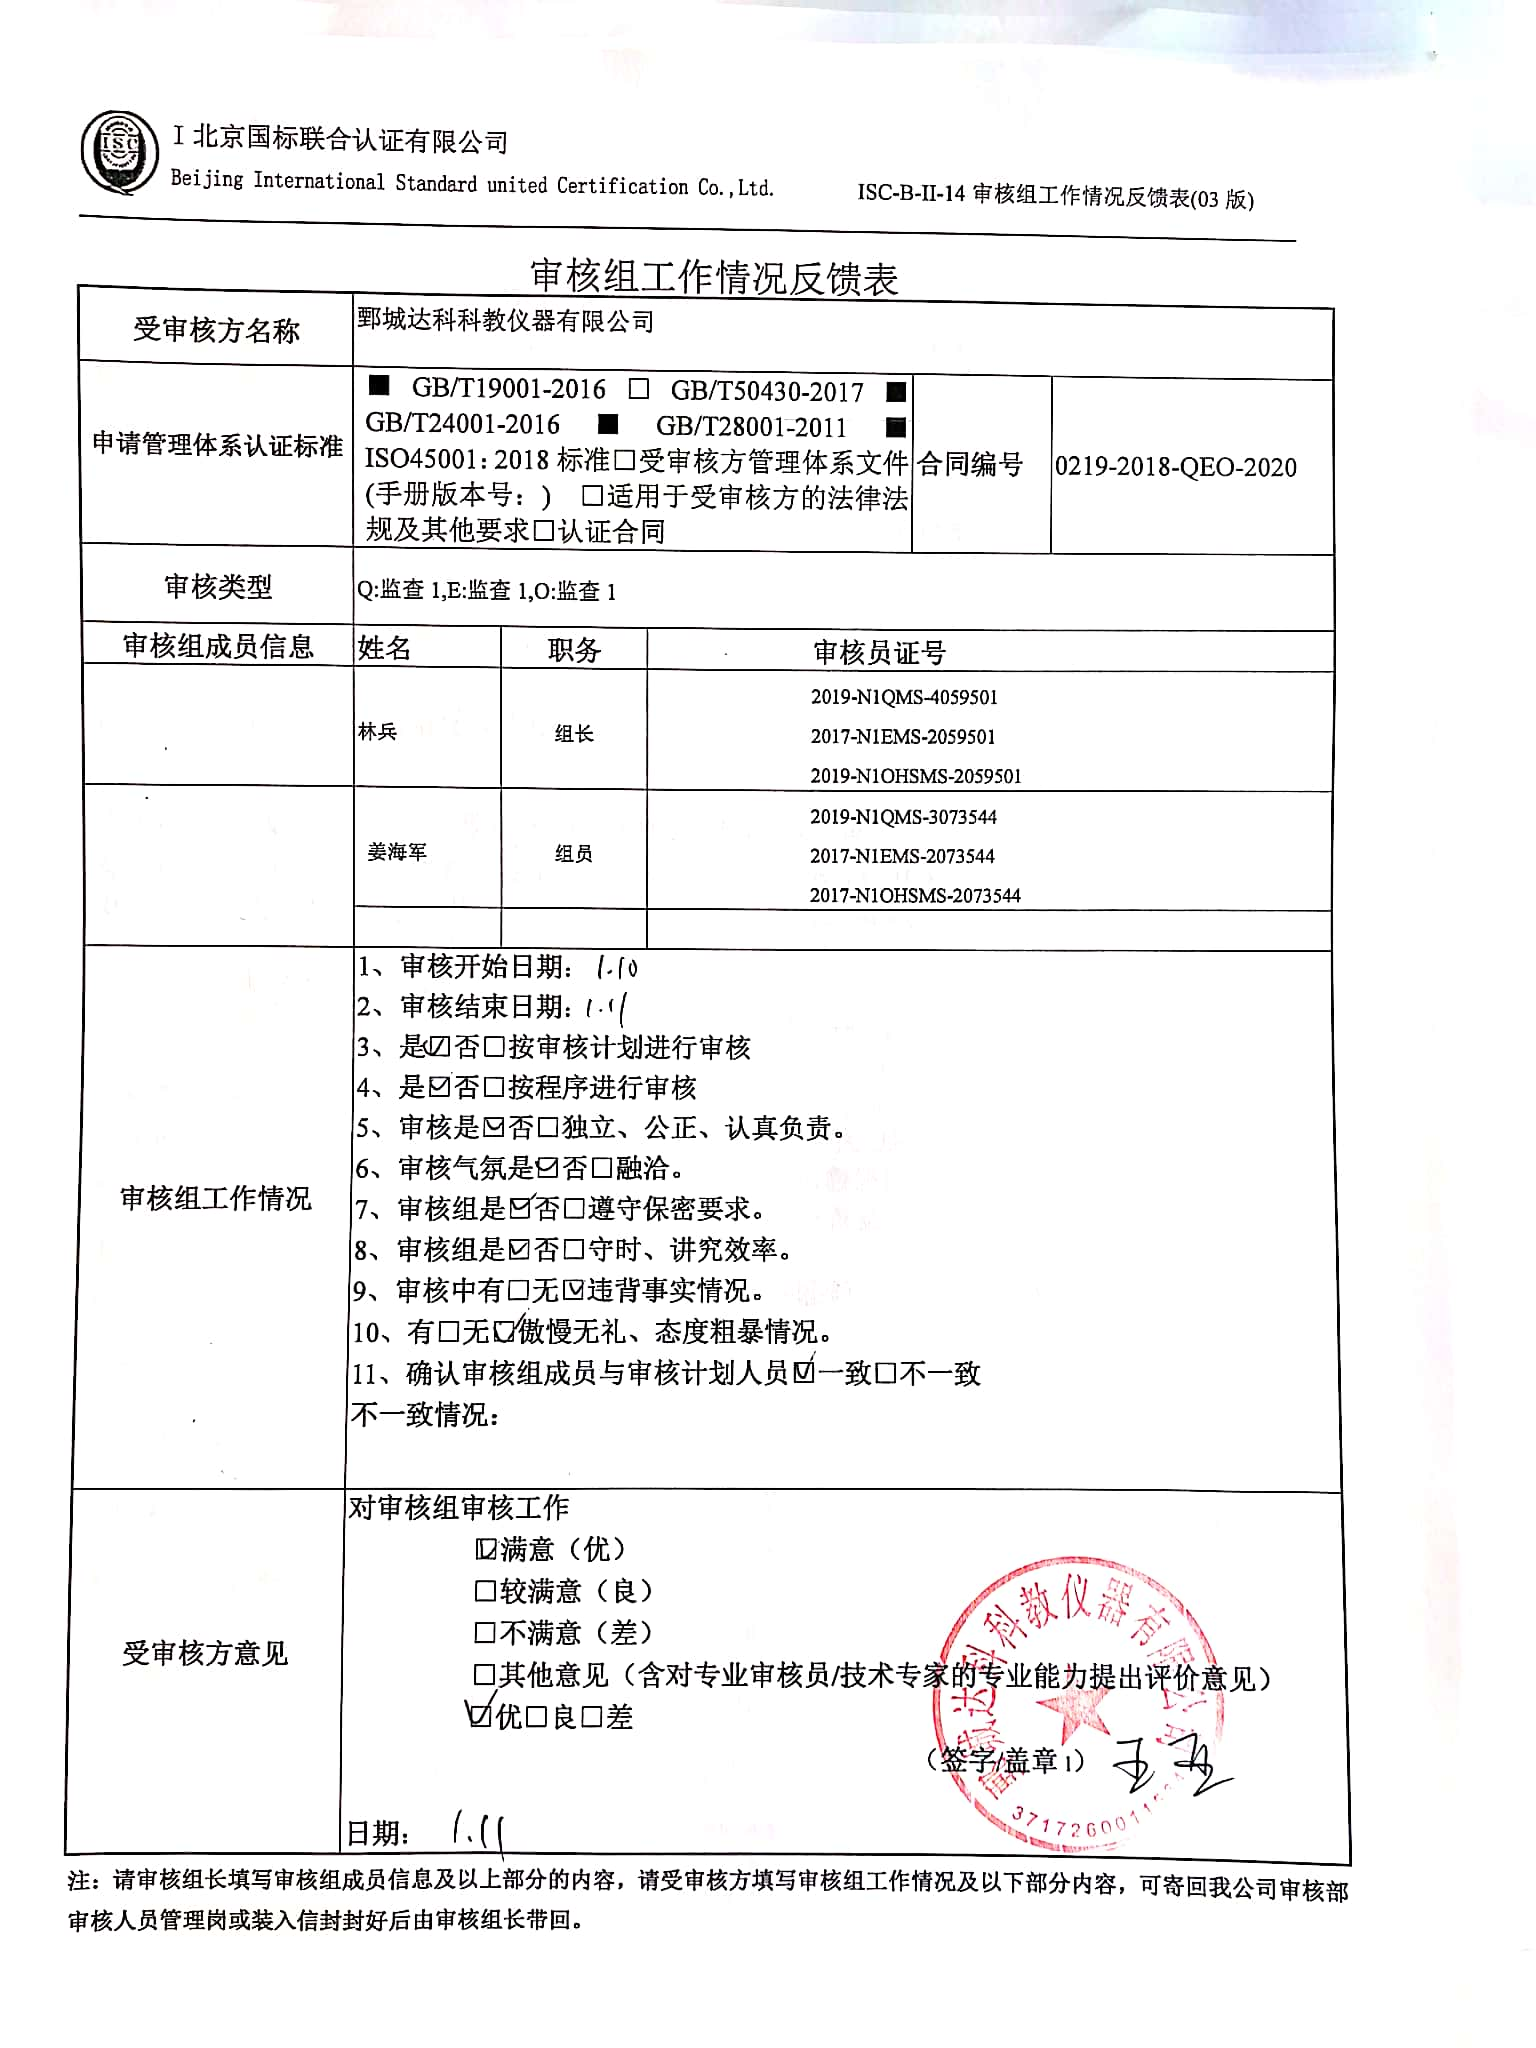 ISC
I 北京国标联合认证有限公司
Beijing International Standard united Certification Co.,Ltd.
ISC-B-II-14 审核组工作情况反馈表(03 版)
审核组工作情况反馈表
受审核方名称 鄄城达科科教仪器有限公司
申请管理体系认证标准
■ GB/T19001-2016 □ GB/T50430-2017 ■
GB/T24001-2016 ■ GB/T28001-2011 ■
ISO45001: 2018 标准□受审核方管理体系文件
(手册版本号: ) □适用于受审核方的法律法
规及其他要求□认证合同
合同编号 0219-2018-QEO-2020
审核类型 Q:监查 1,E:监查 1,O:监查 1
审核组成员信息 姓名 职务 审核员证号
林兵 组长
2019-N1QMS-4059501
2017-N1EMS-2059501
2019-N1OHSMS-2059501
姜海军 组员
2019-N1QMS-3073544
2017-N1EMS-2073544
2017-N1OHSMS-2073544
审核组工作情况
1、审核开始日期: 1.10
2、审核结束日期: 1.11
3、是☑否□按审核计划进行审核
4、是☑否□按程序进行审核
5、审核是☑否□独立、公正、认真负责。
6、审核气氛是☑否□融洽。
7、审核组是☑否□遵守保密要求。
8、审核组是☑否□守时、讲究效率。
9、审核中有□无☑违背事实情况。
10、有□无☑傲慢无礼、态度粗暴情况。
11、确认审核组成员与审核计划人员☑一致□不一致
不一致情况:
受审核方意见
对审核组审核工作
☑满意（优）
□较满意（良）
□不满意（差）
□其他意见（含对专业审核员/技术专家的专业能力提出评价意见）
☑优□良□差
（签字/盖章1）
日期: 1.11
鄄城达科科教仪器有限公司
注: 请审核组长填写审核组成员信息及以上部分的内容，请受审核方填写审核组工作情况及以下部分内容，可寄回我公司审核部
审核人员管理岗或装入信封封好后由审核组长带回。